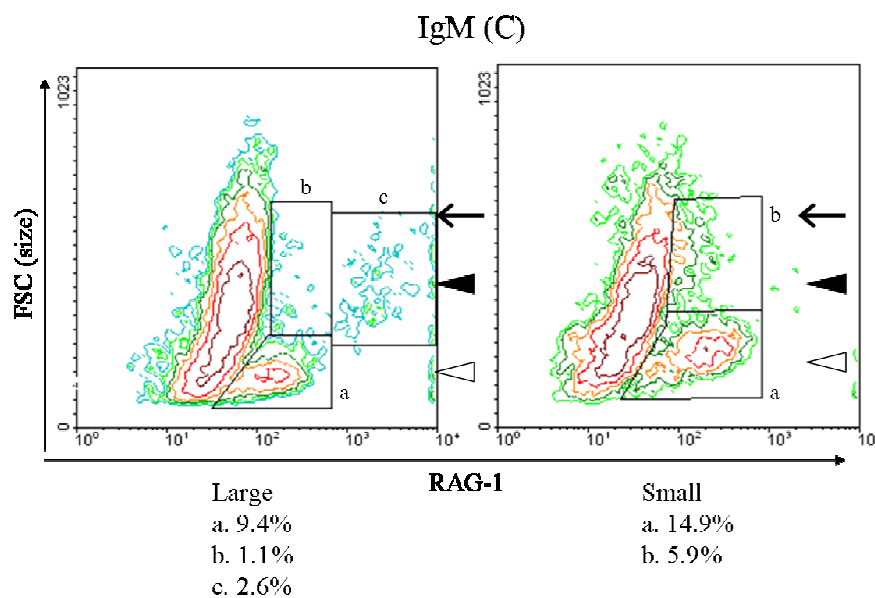 IgM (C)
FSC (size)
1023
0
10⁰ 10¹ 10² 10³ 10⁴
b
c
a
1023
0
10⁰ 10¹ 10² 10³ 10
b
a
RAG-1
Large
a. 9.4%
b. 1.1%
c. 2.6%
Small
a. 14.9%
b. 5.9%